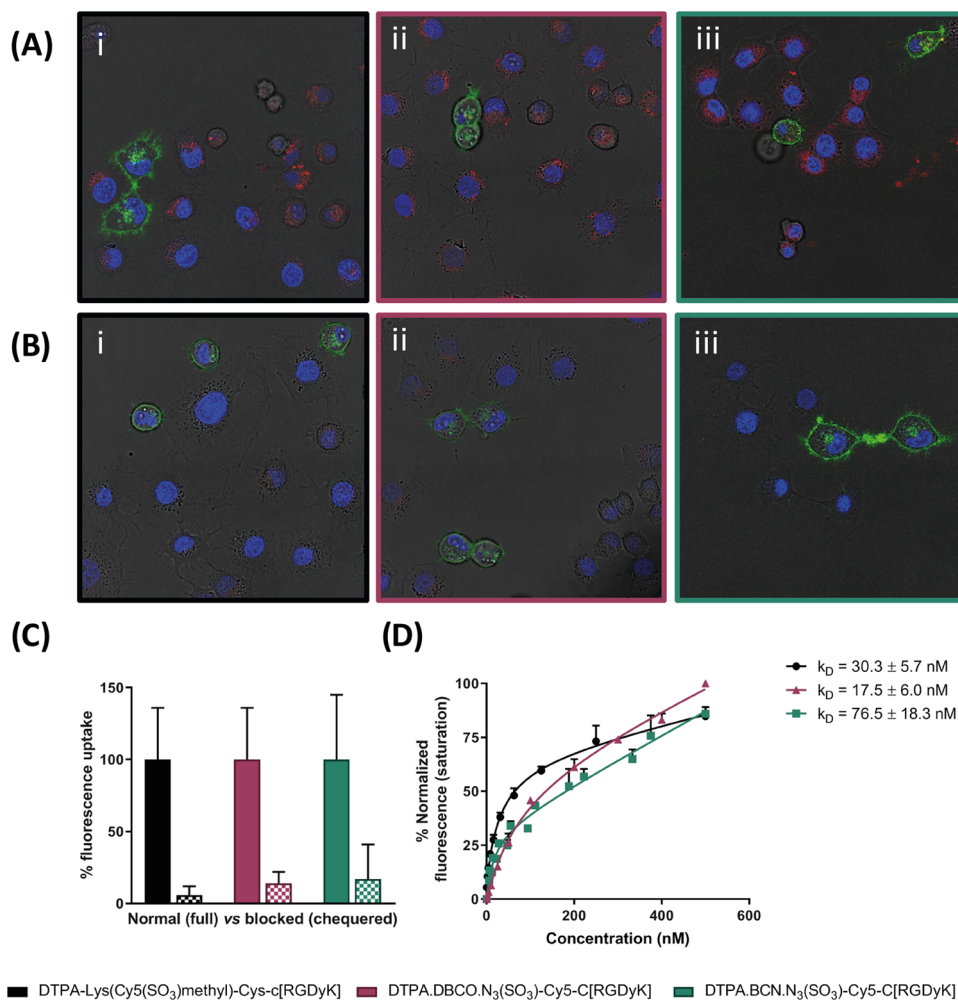 (A)
i
ii
iii
(B)
i
ii
iii
(C)
(D)
150
100
50
0
% fluorescence uptake
Normal (full) vs blocked (chequered)
100
75
50
25
0
% Normalized
fluorescence (saturation)
0
200
400
600
Concentration (nM)
k_D = 30.3 ± 5.7 nM
k_D = 17.5 ± 6.0 nM
k_D = 76.5 ± 18.3 nM
DTPA-Lys(Cy5(SO₃)methyl)-Cys-c[RGDyK]
DTPA.DBCO.N₃(SO₃)-Cy5-C[RGDyK]
DTPA.BCN.N₃(SO₃)-Cy5-C[RGDyK]